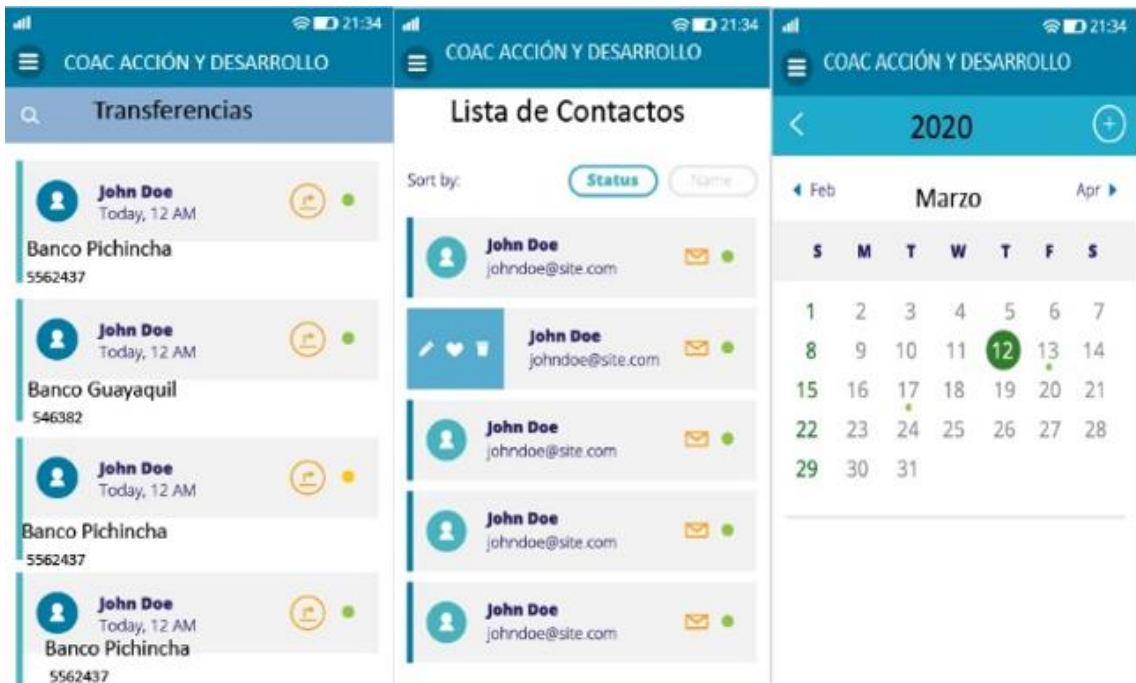 21:34
COAC ACCIÓN Y DESARROLLO
Transferencias
John Doe
Today, 12 AM
Banco Pichincha
5562437
John Doe
Today, 12 AM
Banco Guayaquil
546382
John Doe
Today, 12 AM
Banco Pichincha
5562437
John Doe
Today, 12 AM
Banco Pichincha
5562437
21:34
COAC ACCIÓN Y DESARROLLO
Lista de Contactos
Sort by: Status Name
John Doe
johndoe@site.com
John Doe
johndoe@site.com
John Doe
johndoe@site.com
John Doe
johndoe@site.com
John Doe
johndoe@site.com
21:34
COAC ACCIÓN Y DESARROLLO
2020
Feb Marzo Apr
S M T W T F S
1 2 3 4 5 6 7
8 9 10 11 12 13 14
15 16 17 18 19 20 21
22 23 24 25 26 27 28
29 30 31